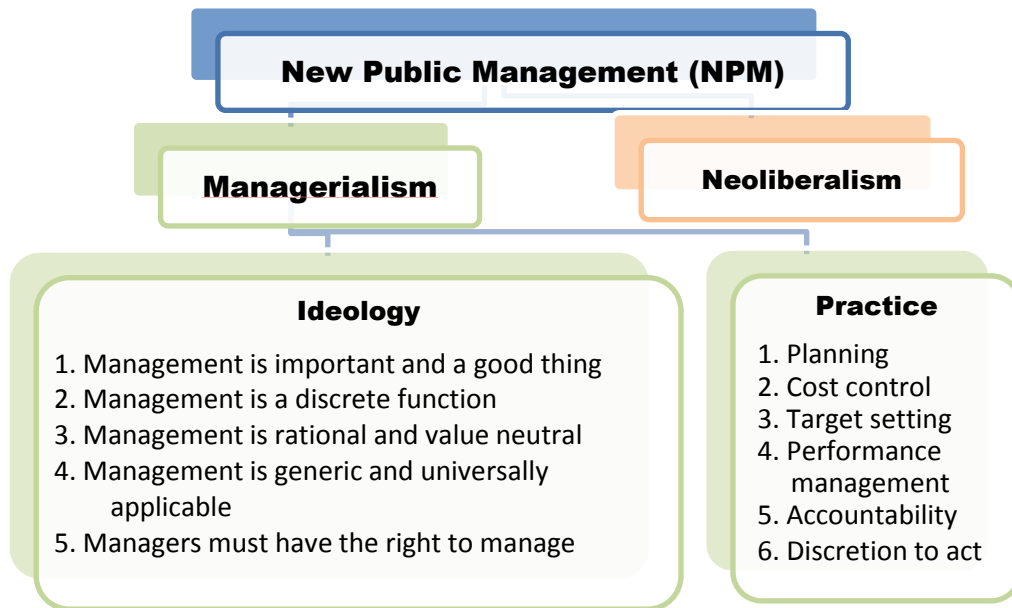 New Public Management (NPM)
Managerialism
Neoliberalism
Ideology
1. Management is important and a good thing
2. Management is a discrete function
3. Management is rational and value neutral
4. Management is generic and universally
applicable
5. Managers must have the right to manage
Practice
1. Planning
2. Cost control
3. Target setting
4. Performance
management
5. Accountability
6. Discretion to act